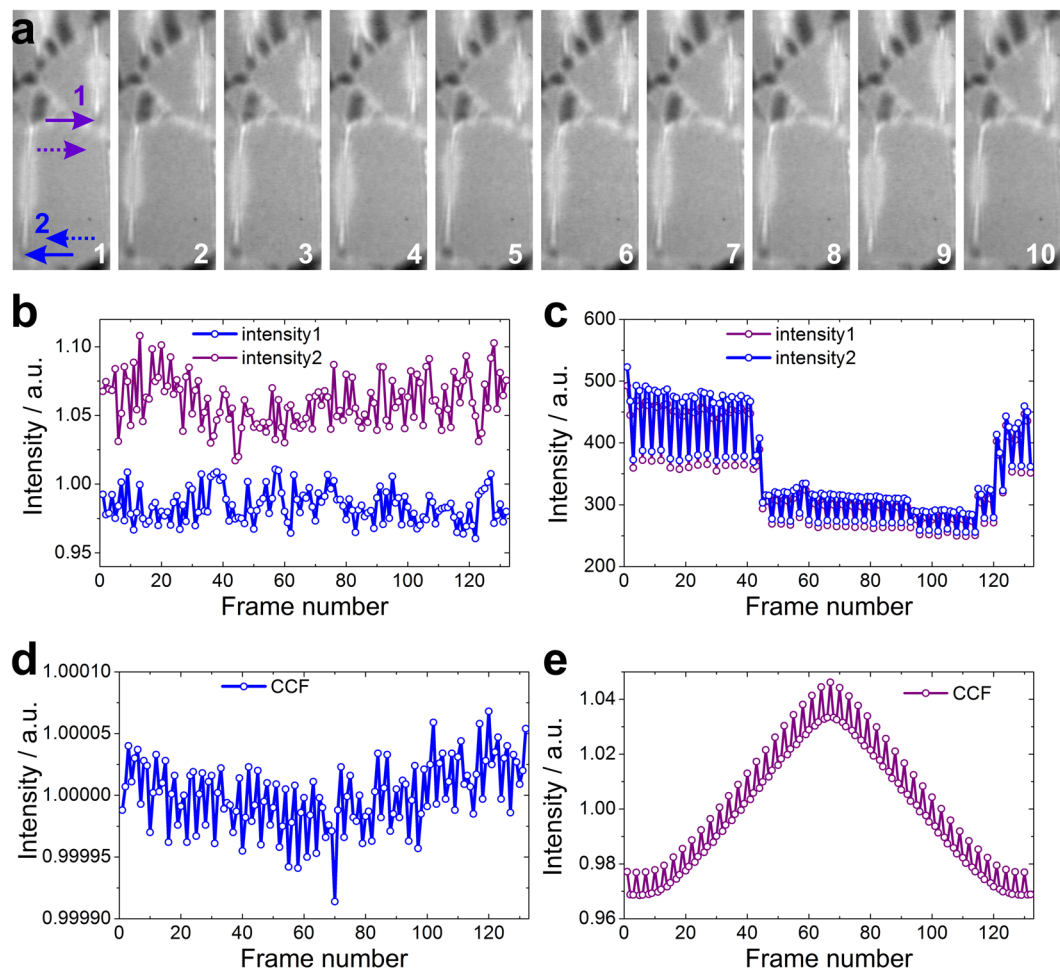 a
1
2
1 2 3 4 5 6 7 8 9 10
b
intensity1
intensity2
1.10
1.05
1.00
0.95
Intensity / a.u.
0 20 40 60 80 100 120
Frame number
c
intensity1
intensity2
600
500
400
300
200
Intensity / a.u.
0 20 40 60 80 100 120
Frame number
d
CCF
1.00010
1.00005
1.00000
0.99995
0.99990
Intensity / a.u.
0 20 40 60 80 100 120
Frame number
e
CCF
1.04
1.02
1.00
0.98
0.96
Intensity / a.u.
0 20 40 60 80 100 120
Frame number